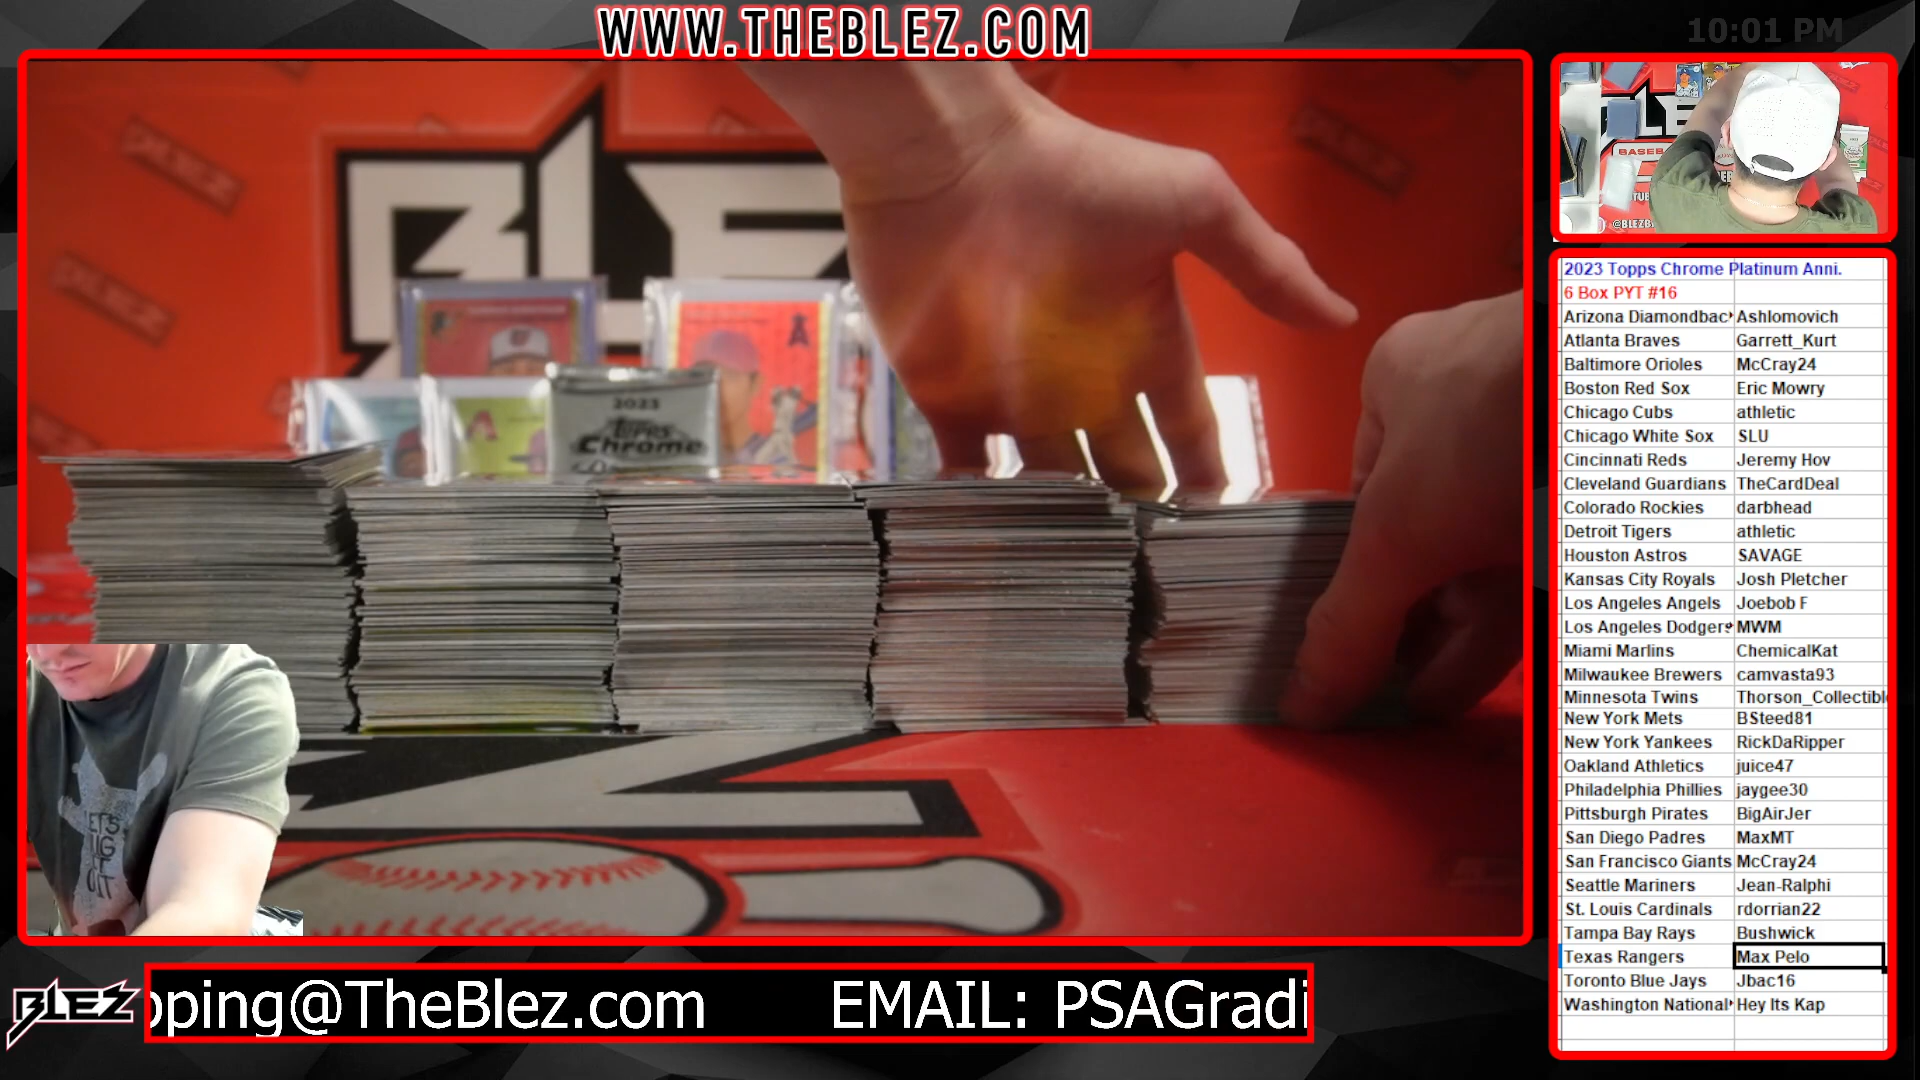 WWW.THEBLEZ.COM
10:01 PM
BLEZ
BLEZ
2023
TOPPS
Chrome
BASEB
@BLEZB
2023 Topps Chrome Platinum Anni.
6 Box PYT #16
Arizona Diamondbac Ashlomovich
Atlanta Braves Garrett_Kurt
Baltimore Orioles McCray24
Boston Red Sox Eric Mowry
Chicago Cubs athletic
Chicago White Sox SLU
Cincinnati Reds Jeremy Hov
Cleveland Guardians TheCardDeal
Colorado Rockies darbhead
Detroit Tigers athletic
Houston Astros SAVAGE
Kansas City Royals Josh Pletcher
Los Angeles Angels Joebob F
Los Angeles Dodgers MWM
Miami Marlins ChemicalKat
Milwaukee Brewers camvasta93
Minnesota Twins Thorson_Collectible
New York Mets BSteed81
New York Yankees RickDaRipper
Oakland Athletics juice47
Philadelphia Phillies jaygee30
Pittsburgh Pirates BigAirJer
San Diego Padres MaxMT
San Francisco Giants McCray24
Seattle Mariners Jean-Ralphi
St. Louis Cardinals rdorrian22
Tampa Bay Rays Bushwick
Texas Rangers Max Pelo
Toronto Blue Jays Jbac16
Washington National Hey Its Kap
BLEZ
pping@TheBlez.com EMAIL: PSAGradi